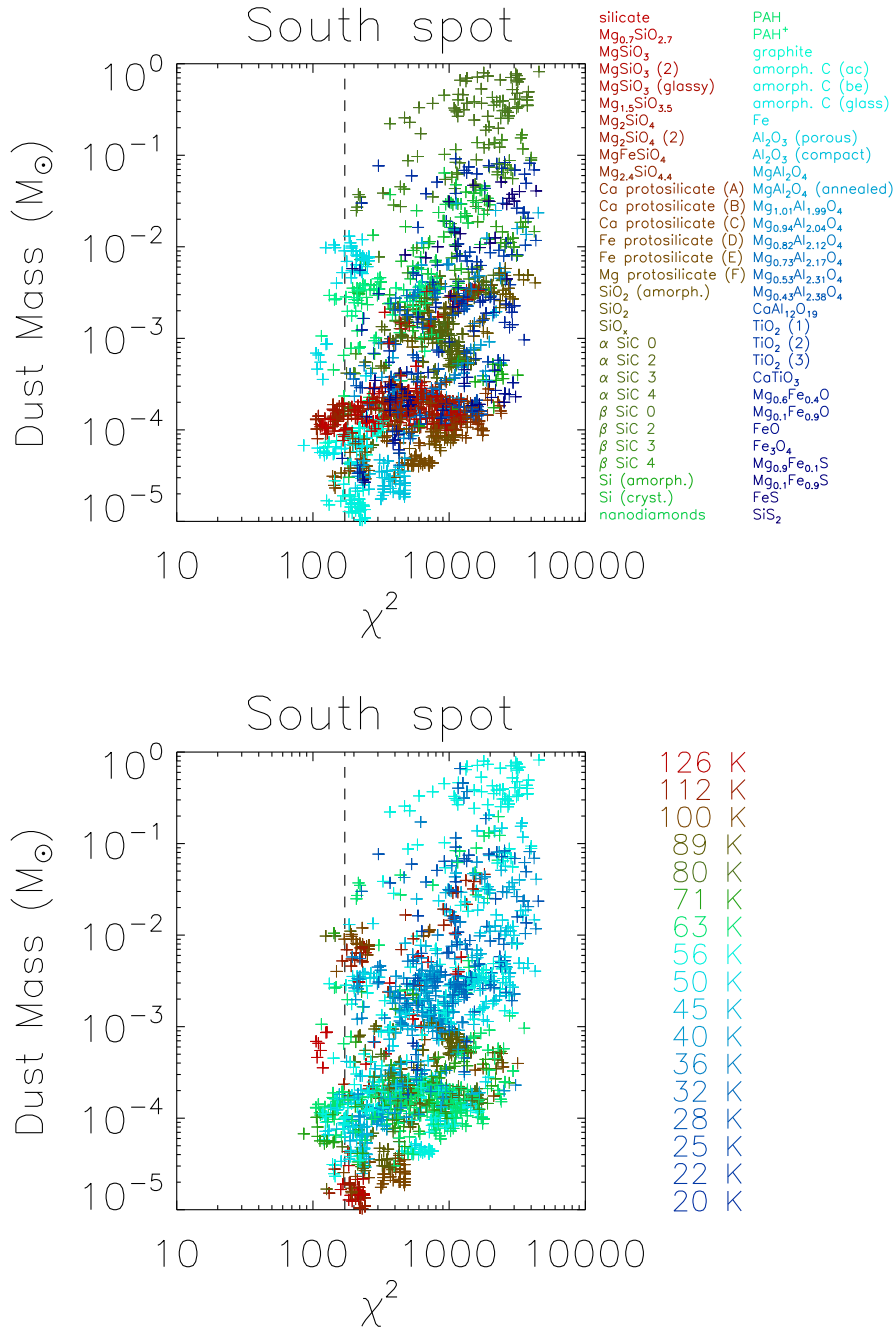 South spot
Dust Mass (M☉)
10⁰
10⁻¹
10⁻²
10⁻³
10⁻⁴
10⁻⁵
10 100 1000 10000
χ²
silicate
Mg₀.₇SiO₂.₇
MgSiO₃
MgSiO₃ (2)
MgSiO₃ (glassy)
Mg₁.₅SiO₃.₅
Mg₂SiO₄
Mg₂SiO₄ (2)
MgFeSiO₄
Mg₂.₄SiO₄.₄
Ca protosilicate (A)
Ca protosilicate (B)
Ca protosilicate (C)
Fe protosilicate (D)
Fe protosilicate (E)
Mg protosilicate (F)
SiO₂ (amorph.)
SiO₂
SiOₓ
α SiC 0
α SiC 2
α SiC 3
α SiC 4
β SiC 0
β SiC 2
β SiC 3
β SiC 4
Si (amorph.)
Si (cryst.)
nanodiamonds
PAH
PAH⁺
graphite
amorph. C (ac)
amorph. C (be)
amorph. C (glass)
Fe
Al₂O₃ (porous)
Al₂O₃ (compact)
MgAl₂O₄
MgAl₂O₄ (annealed)
Mg₁.₀₁Al₁.₉₉O₄
Mg₀.₉₄Al₂.₀₄O₄
Mg₀.₈₂Al₂.₁₂O₄
Mg₀.₇₃Al₂.₁₇O₄
Mg₀.₅₃Al₂.₃₁O₄
Mg₀.₄₃Al₂.₃₈O₄
CaAl₁₂O₁₉
TiO₂ (1)
TiO₂ (2)
TiO₂ (3)
CaTiO₃
Mg₀.₆Fe₀.₄O
Mg₀.₁Fe₀.₉O
FeO
Fe₃O₄
Mg₀.₉Fe₀.₁S
Mg₀.₁Fe₀.₉S
FeS
SiS₂
South spot
Dust Mass (M☉)
10⁰
10⁻¹
10⁻²
10⁻³
10⁻⁴
10⁻⁵
10 100 1000 10000
χ²
126 K
112 K
100 K
89 K
80 K
71 K
63 K
56 K
50 K
45 K
40 K
36 K
32 K
28 K
25 K
22 K
20 K